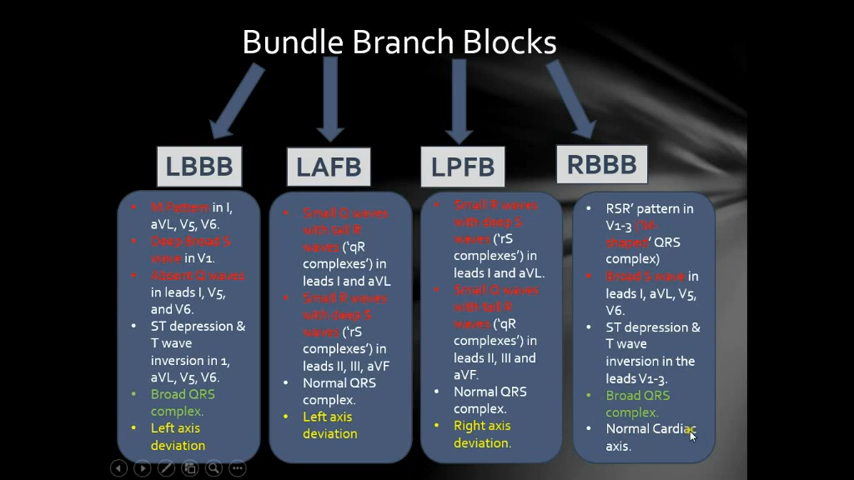 Bundle Branch Blocks
LBBB
M Pattern in I,
aVL, V5, V6.
Deep Broad S
wave in V1.
Absent Q waves
in leads I, V5,
and V6.
ST depression &
T wave
inversion in 1,
aVL, V5, V6.
Broad QRS
complex.
Left axis
deviation
LAFB
Small Q waves
with tall R
waves ('qR
complexes') in
leads I and aVL
Small R waves
with deep S
waves ('rS
complexes') in
leads II, III, aVF
Normal QRS
complex.
Left axis
deviation
LPFB
Small R waves
with deep S
waves ('rS
complexes') in
leads I and aVL.
Small Q waves
with tall R
waves ('qR
complexes') in
leads II, III and
aVF.
Normal QRS
complex.
Right axis
deviation.
RBBB
RSR' pattern in
V1-3 ('M-
shaped' QRS
complex)
Broad S wave in
leads I, aVL, V5,
V6.
ST depression &
T wave
inversion in the
leads V1-3.
Broad QRS
complex.
Normal Cardiac
axis.